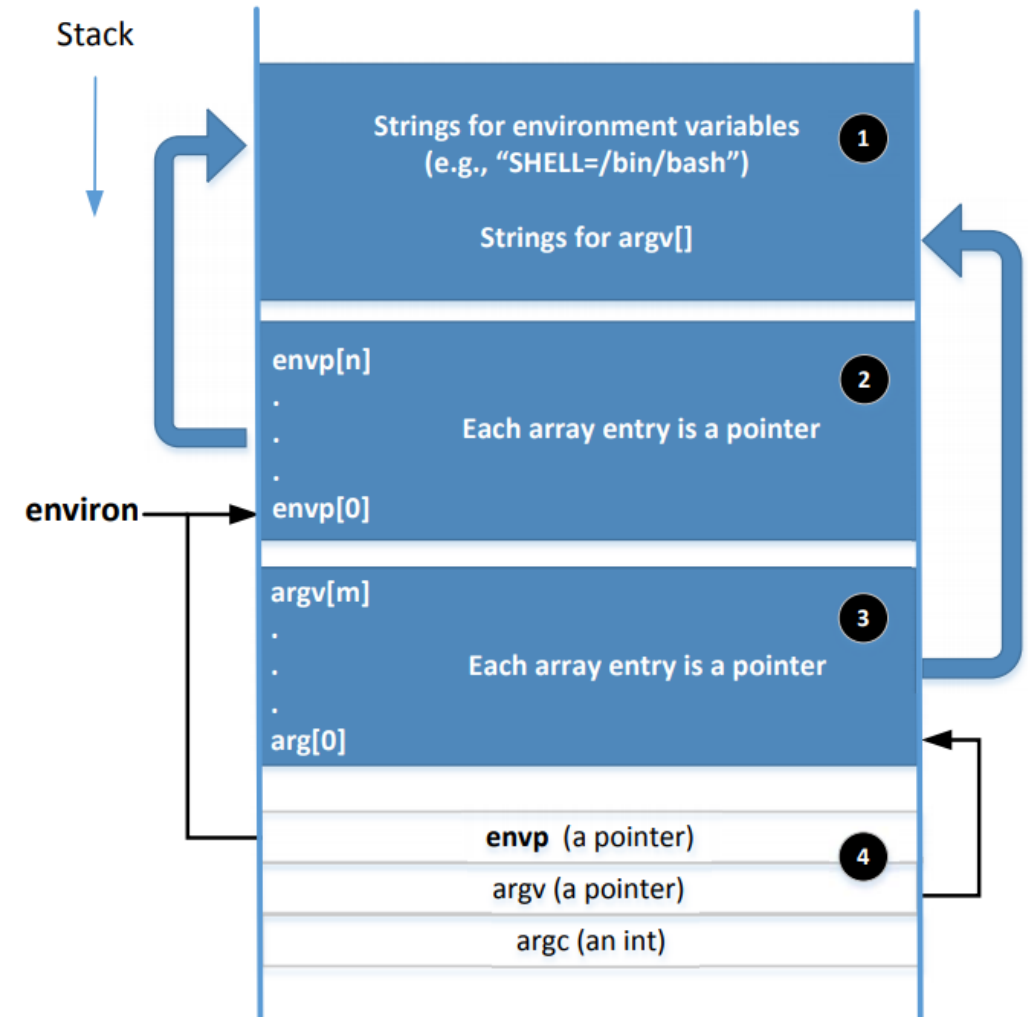 Stack
Strings for environment variables
(e.g., “SHELL=/bin/bash”)
1
Strings for argv[]
envp[n]
.
.
.
envp[0]
2
Each array entry is a pointer
environ
argv[m]
.
.
.
arg[0]
3
Each array entry is a pointer
envp (a pointer)
4
argv (a pointer)
argc (an int)